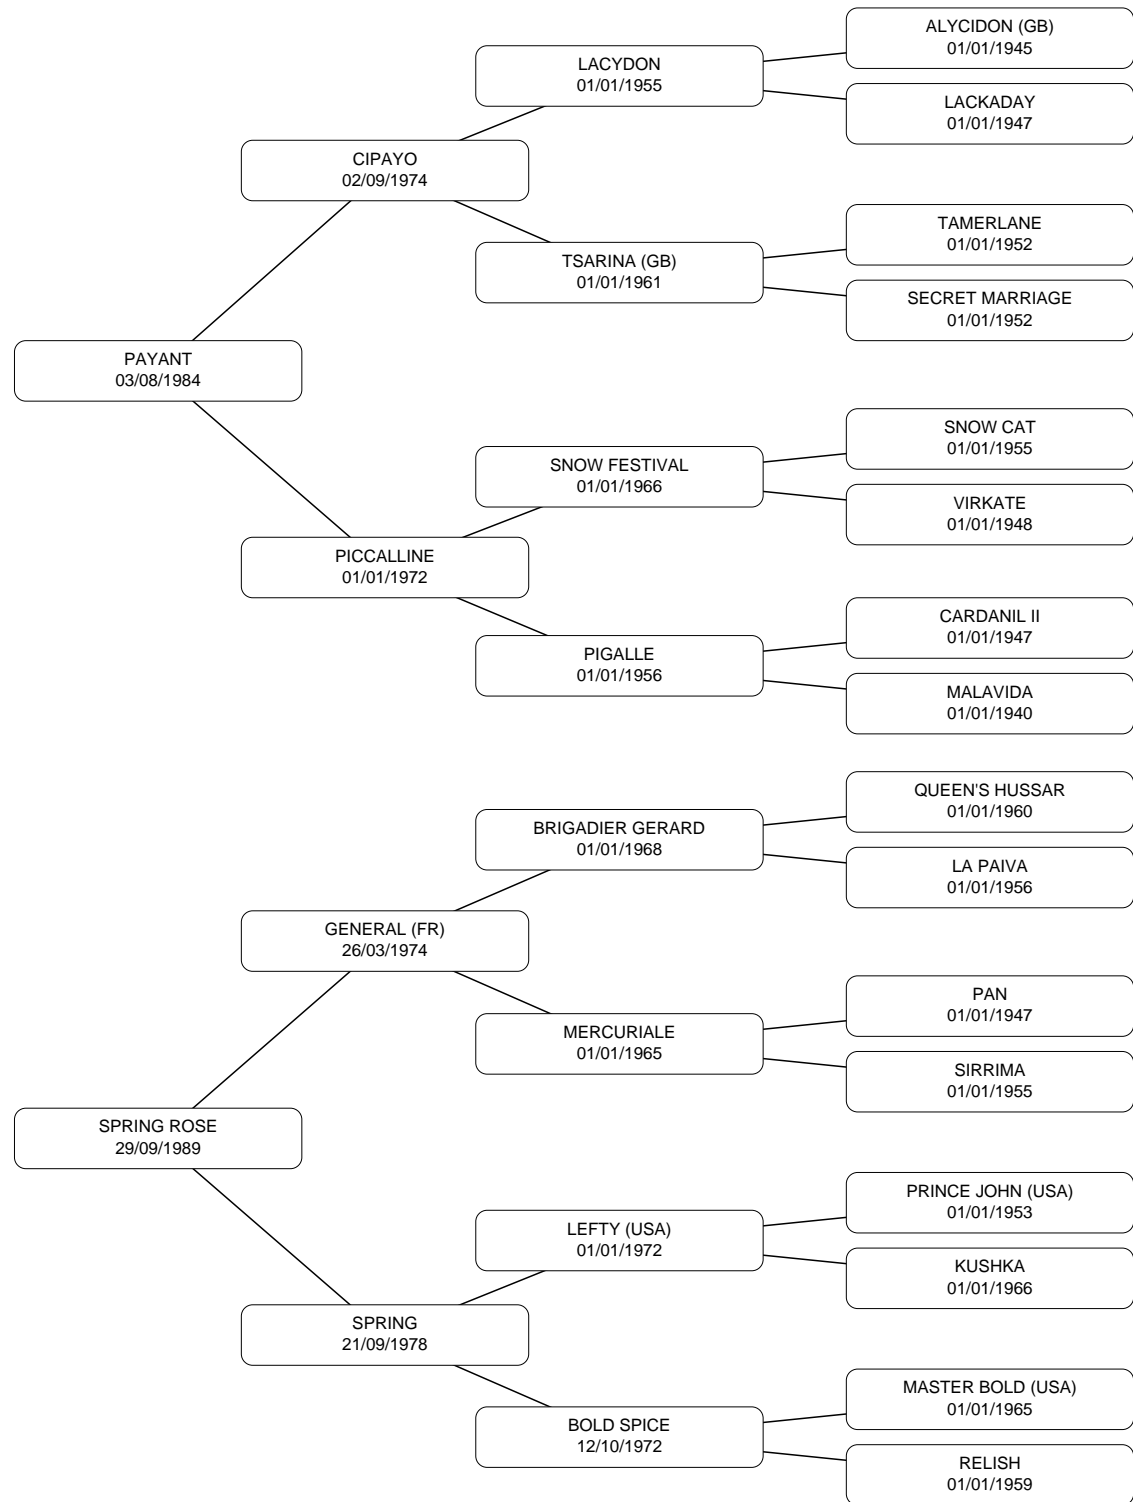 ALYCIDON (GB)
01/01/1945
LACYDON
01/01/1955
LACKADAY
01/01/1947
CIPAYO
02/09/1974
TAMERLANE
01/01/1952
TSARINA (GB)
01/01/1961
SECRET MARRIAGE
01/01/1952
PAYANT
03/08/1984
SNOW CAT
01/01/1955
SNOW FESTIVAL
01/01/1966
VIRKATE
01/01/1948
PICCALLINE
01/01/1972
CARDANIL II
01/01/1947
PIGALLE
01/01/1956
MALAVIDA
01/01/1940
QUEEN'S HUSSAR
01/01/1960
BRIGADIER GERARD
01/01/1968
LA PAIVA
01/01/1956
GENERAL (FR)
26/03/1974
PAN
01/01/1947
MERCURIALE
01/01/1965
SIRRIMA
01/01/1955
SPRING ROSE
29/09/1989
PRINCE JOHN (USA)
01/01/1953
LEFTY (USA)
01/01/1972
KUSHKA
01/01/1966
SPRING
21/09/1978
MASTER BOLD (USA)
01/01/1965
BOLD SPICE
12/10/1972
RELISH
01/01/1959